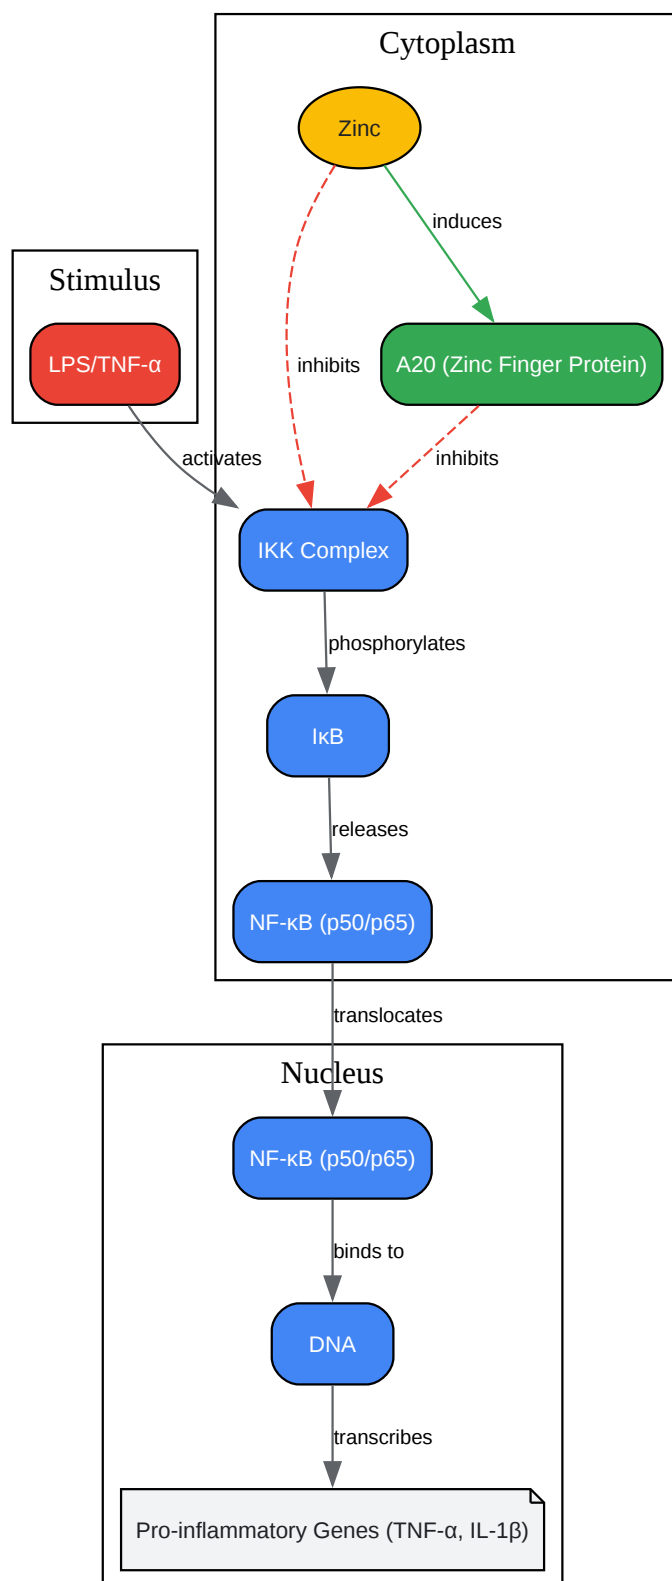 Cytoplasm
Zinc
induces
Stimulus
LPS/TNF-α
A20 (Zinc Finger Protein)
inhibits
activates
inhibits
IKK Complex
phosphorylates
IκB
releases
NF-κB (p50/p65)
translocates
Nucleus
NF-κB (p50/p65)
binds to
DNA
transcribes
Pro-inflammatory Genes (TNF-α, IL-1β)